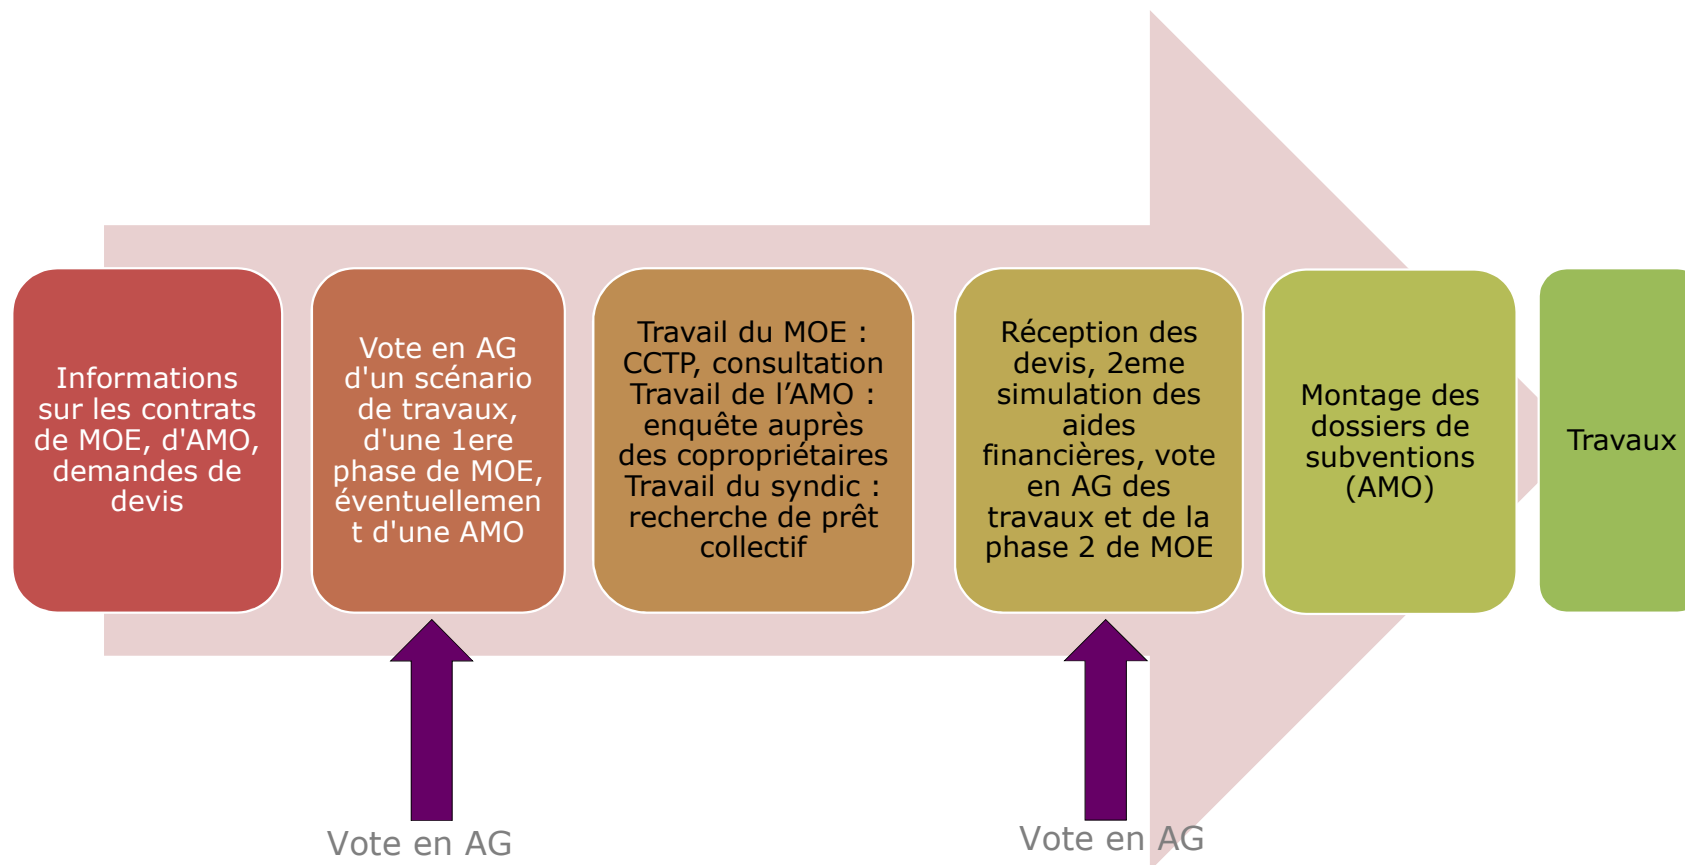 Informations
sur les contrats
de MOE, d'AMO,
demandes de
devis
Vote en AG
d'un scénario
de travaux,
d'une 1ere
phase de MOE,
éventuellemen
t d'une AMO
Travail du MOE :
CCTP, consultation
Travail de l’AMO :
enquête auprès
des copropriétaires
Travail du syndic :
recherche de prêt
collectif
Réception des
devis, 2eme
simulation des
aides
financières, vote
en AG des
travaux et de la
phase 2 de MOE
Montage des
dossiers de
subventions
(AMO)
Travaux
Vote en AG
Vote en AG